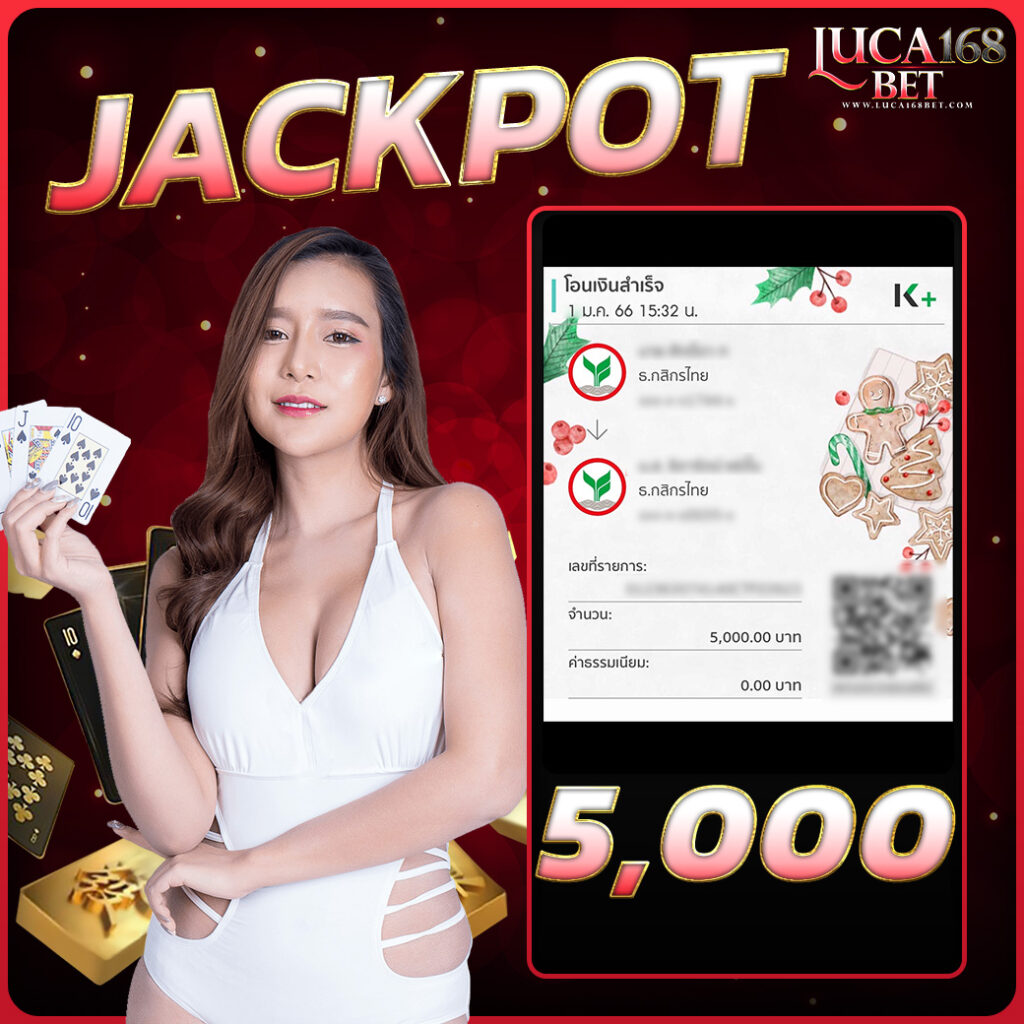 LUCA168
BET
WWW.LUCA168BET.COM
JACKPOT
โอนเงินสำเร็จ
1 ม.ค. 66 15:32 น.
K+
ธ.กสิกรไทย
ธ.กสิกรไทย
เลขที่รายการ:
จำนวน:
5,000.00 บาท
ค่าธรรมเนียม:
0.00 บาท
5,000
J
10
10
10